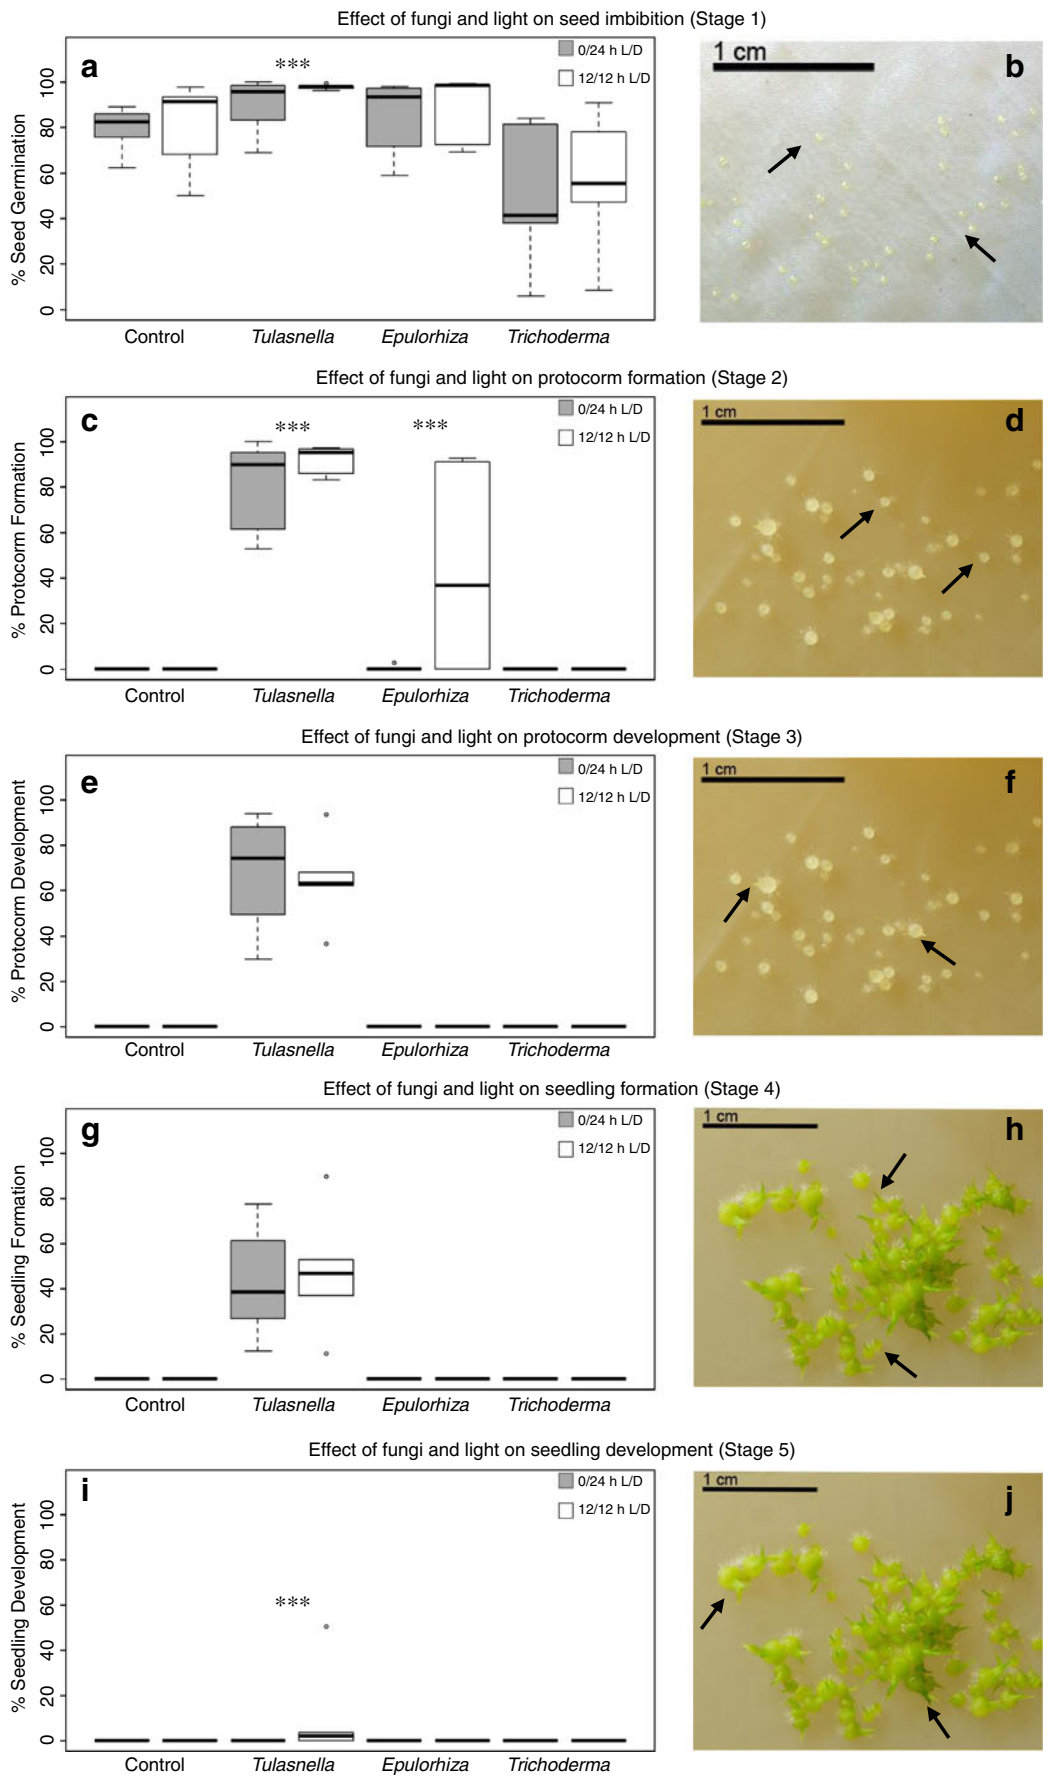 Effect of fungi and light on seed imbibition (Stage 1)
a
0/24 h L/D
12/12 h L/D
***
% Seed Germination
0
20
40
60
80
100
Control
Tulasnella
Epulorhiza
Trichoderma
1 cm
b
Effect of fungi and light on protocorm formation (Stage 2)
c
0/24 h L/D
12/12 h L/D
***
***
% Protocorm Formation
0
20
40
60
80
100
Control
Tulasnella
Epulorhiza
Trichoderma
1 cm
d
Effect of fungi and light on protocorm development (Stage 3)
e
0/24 h L/D
12/12 h L/D
% Protocorm Development
0
20
40
60
80
100
Control
Tulasnella
Epulorhiza
Trichoderma
1 cm
f
Effect of fungi and light on seedling formation (Stage 4)
g
0/24 h L/D
12/12 h L/D
% Seedling Formation
0
20
40
60
80
100
Control
Tulasnella
Epulorhiza
Trichoderma
1 cm
h
Effect of fungi and light on seedling development (Stage 5)
i
0/24 h L/D
12/12 h L/D
***
% Seedling Development
0
20
40
60
80
100
Control
Tulasnella
Epulorhiza
Trichoderma
1 cm
j